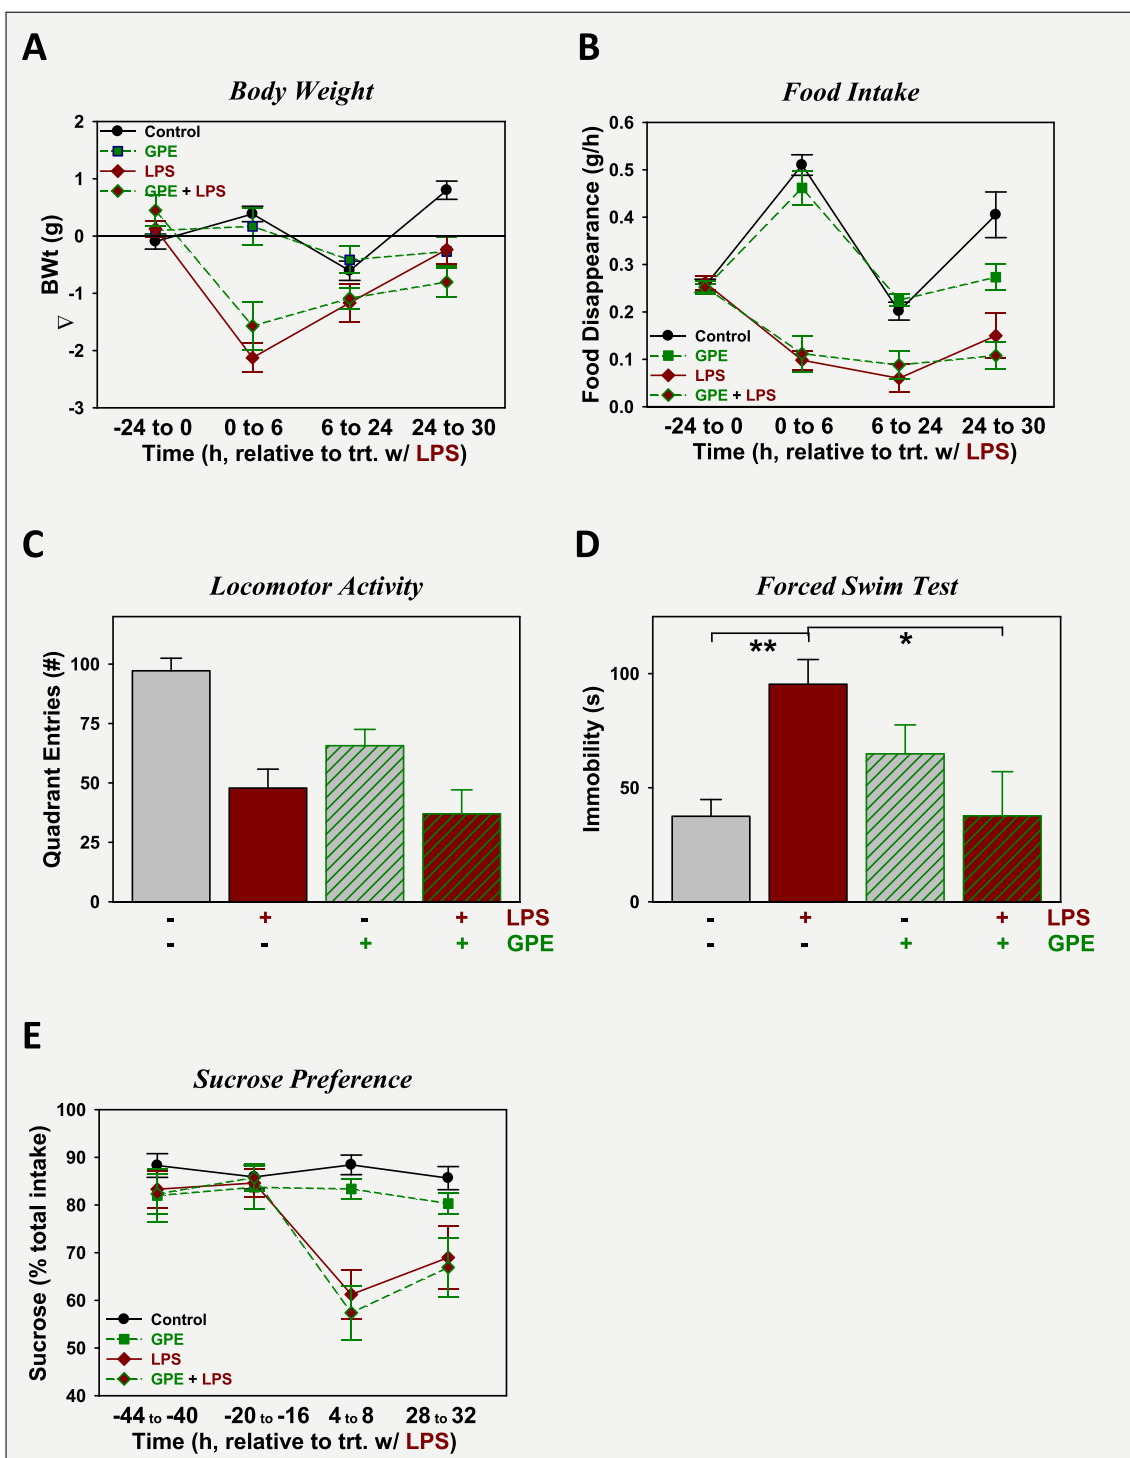 A
Body Weight
2
1
0
-1
-2
-3
∇ BWt (g)
Control
GPE
LPS
GPE + LPS
-24 to 0 0 to 6 6 to 24 24 to 30
Time (h, relative to trt. w/ LPS)
B
Food Intake
0.6
0.5
0.4
0.3
0.2
0.1
0.0
Food Disappearance (g/h)
Control
GPE
LPS
GPE + LPS
-24 to 0 0 to 6 6 to 24 24 to 30
Time (h, relative to trt. w/ LPS)
C
Locomotor Activity
100
75
50
25
0
Quadrant Entries (#)
- + - + LPS
- - + + GPE
D
Forced Swim Test
** *
100
50
0
Immobility (s)
- + - + LPS
- - + + GPE
E
Sucrose Preference
100
90
80
70
60
50
40
Sucrose (% total intake)
Control
GPE
LPS
GPE + LPS
-44 to -40 -20 to -16 4 to 8 28 to 32
Time (h, relative to trt. w/ LPS)